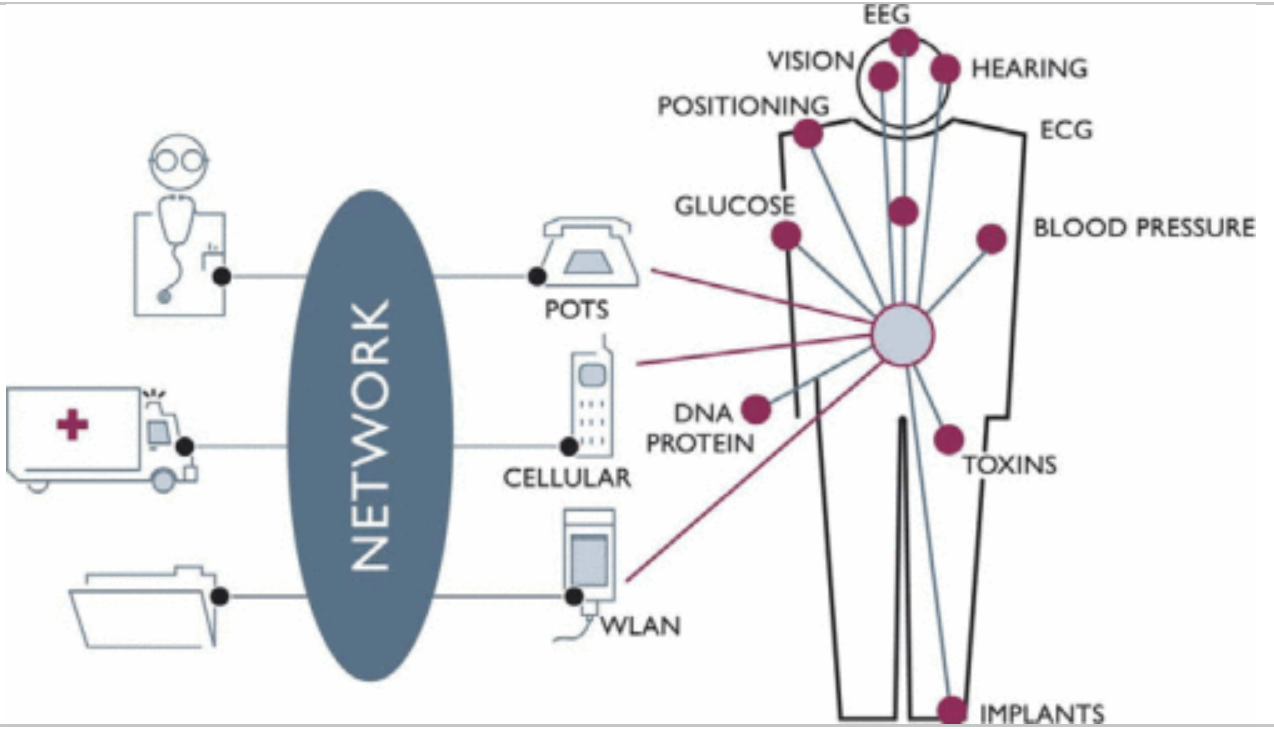 EEG
VISION
HEARING
POSITIONING
ECG
GLUCOSE
BLOOD PRESSURE
POTS
NETWORK
DNA
PROTEIN
TOXINS
CELLULAR
WLAN
IMPLANTS